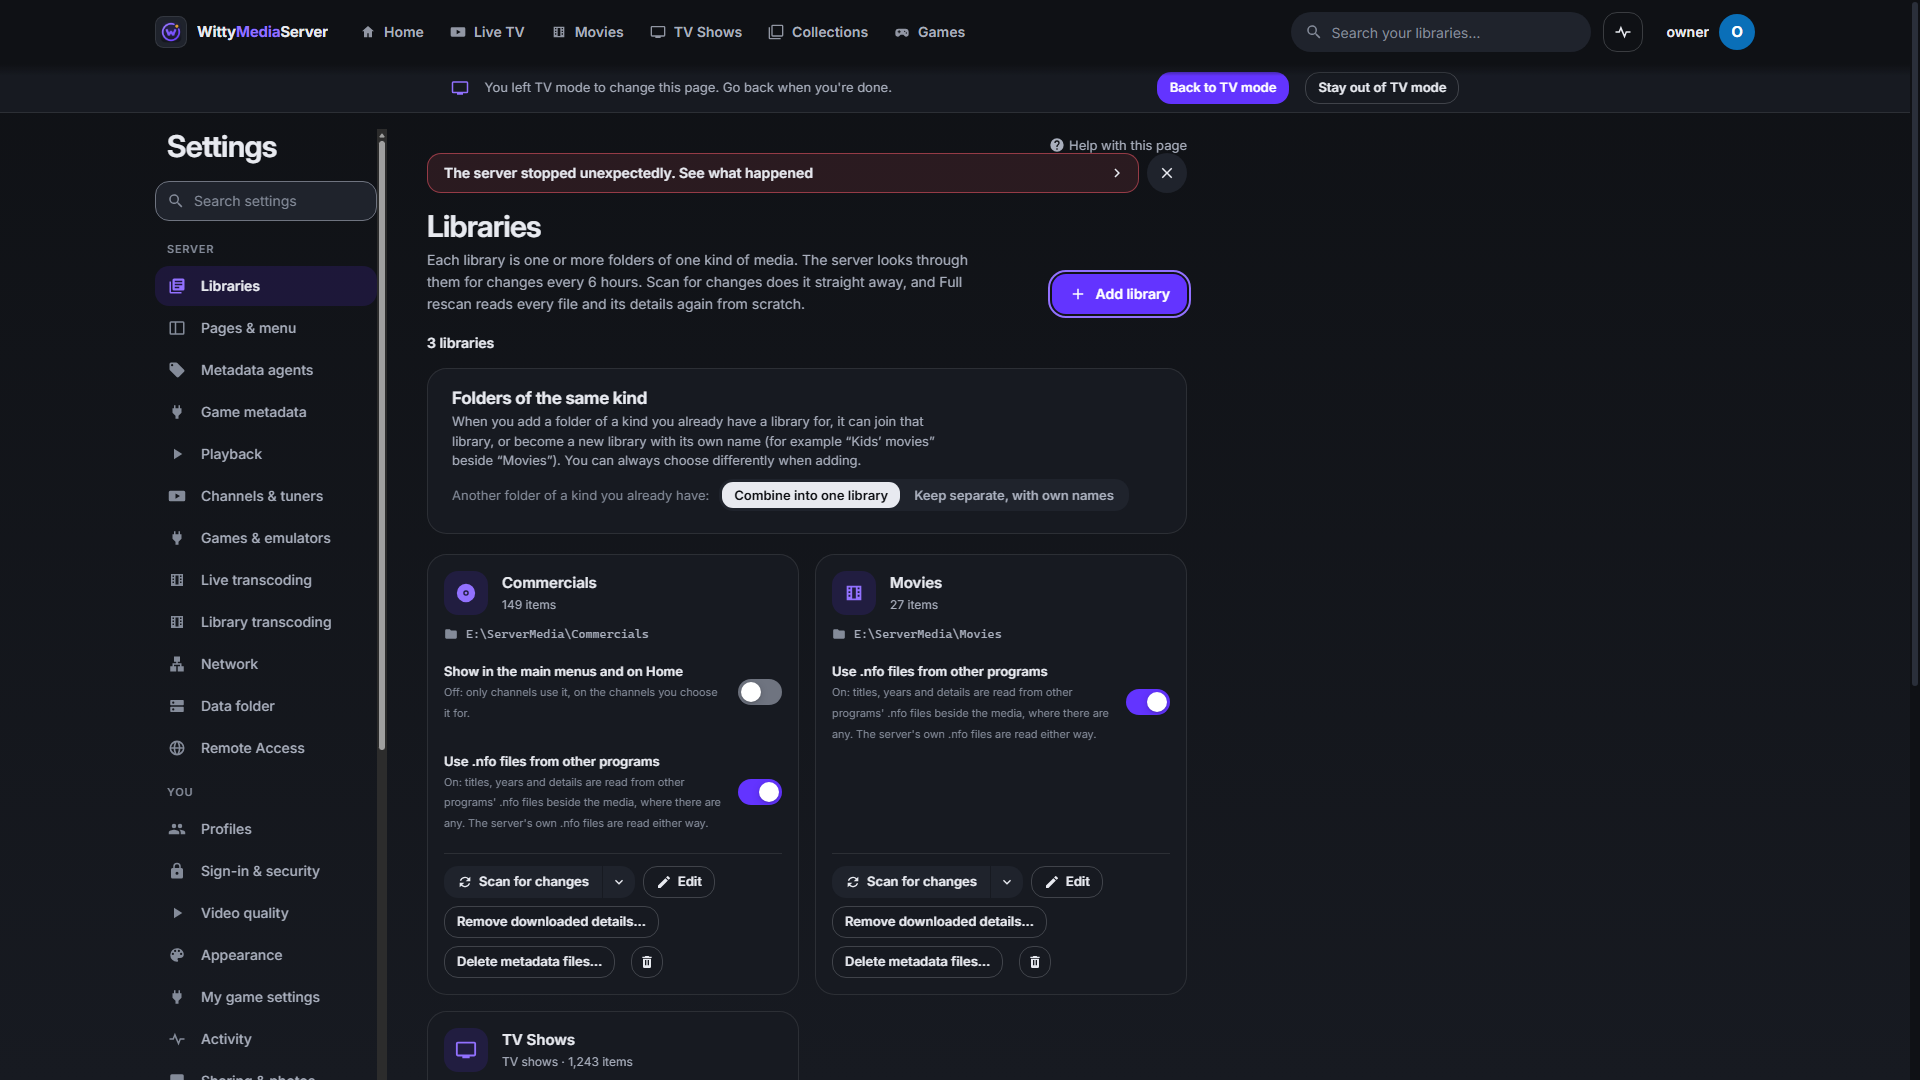 WittyMediaServer
Home
Live TV
Movies
TV Shows
Collections
Games
Search your libraries...
owner
O
You left TV mode to change this page. Go back when you're done.
Back to TV mode
Stay out of TV mode
Settings
Search settings
SERVER
Libraries
Pages & menu
Metadata agents
Game metadata
Playback
Channels & tuners
Games & emulators
Live transcoding
Library transcoding
Network
Data folder
Remote Access
YOU
Profiles
Sign-in & security
Video quality
Appearance
My game settings
Activity
Help with this page
The server stopped unexpectedly. See what happened
Libraries
Each library is one or more folders of one kind of media. The server looks through
them for changes every 6 hours. Scan for changes does it straight away, and Full
rescan reads every file and its details again from scratch.
Add library
3 libraries
Folders of the same kind
When you add a folder of a kind you already have a library for, it can join that
library, or become a new library with its own name (for example “Kids’ movies”
beside “Movies”). You can always choose differently when adding.
Another folder of a kind you already have:
Combine into one library
Keep separate, with own names
Commercials
149 items
E:\ServerMedia\Commercials
Show in the main menus and on Home
Off: only channels use it, on the channels you choose
it for.
Use .nfo files from other programs
On: titles, years and details are read from other
programs' .nfo files beside the media, where there are
any. The server's own .nfo files are read either way.
Scan for changes
Edit
Remove downloaded details...
Delete metadata files...
Movies
27 items
E:\ServerMedia\Movies
Use .nfo files from other programs
On: titles, years and details are read from other
programs' .nfo files beside the media, where there are
any. The server's own .nfo files are read either way.
Scan for changes
Edit
Remove downloaded details...
Delete metadata files...
TV Shows
TV shows · 1,243 items